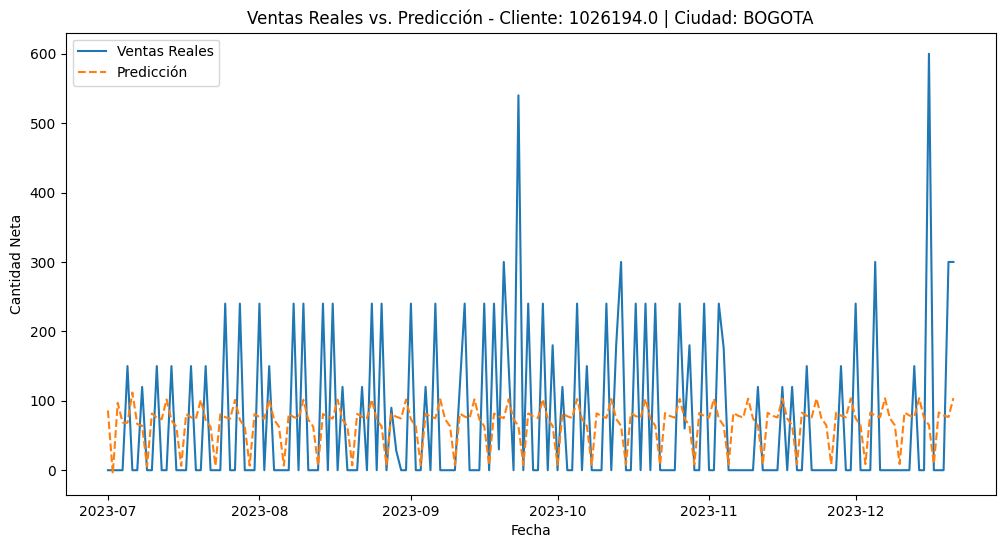 Ventas Reales vs. Predicción - Cliente: 1026194.0 | Ciudad: BOGOTA
Ventas Reales
Predicción
600
500
400
300
200
100
0
Cantidad Neta
2023-07
2023-08
2023-09
2023-10
2023-11
2023-12
Fecha